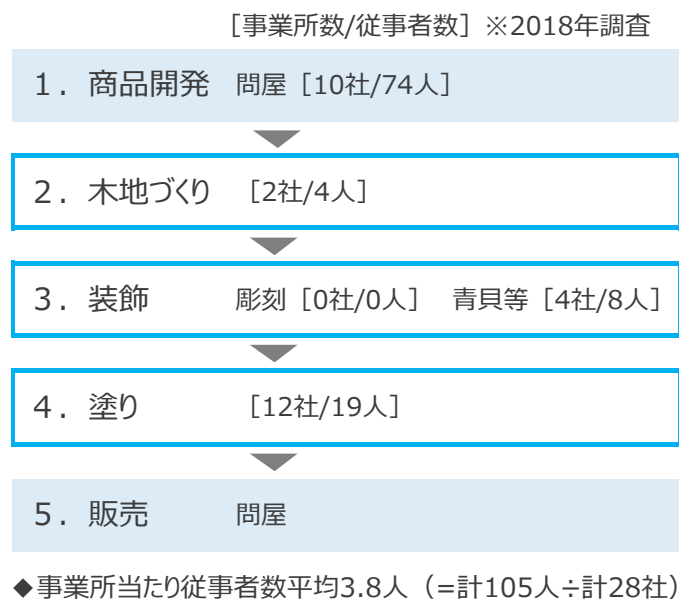 ［事業所数/従事者数］※2018年調査
１．商品開発 問屋［10社/74人］
２．木地づくり ［2社/4人］
３．装飾 彫刻［0社/0人］ 青貝等［4社/8人］
４．塗り ［12社/19人］
５．販売 問屋
◆事業所当たり従事者数平均3.8人（=計105人÷計28社）